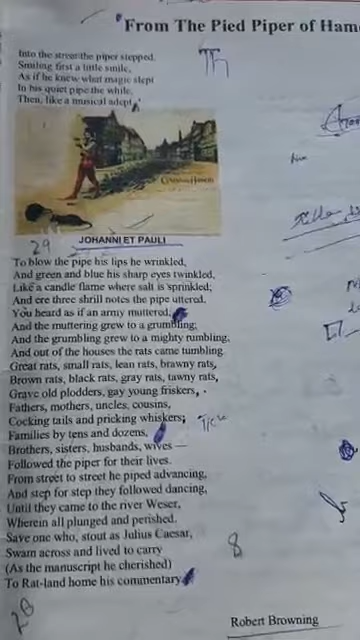 "From The Pied Piper of Ham
Into the street the piper stepped,
Smiling first a little smile,
As if he knew what magic slept
In his quiet pipe the while,
Then, like a musical adept,
JOHANNI ET PAULI
29
To blow the pipe his lips he wrinkled,
And green and blue his sharp eyes twinkled,
Like a candle flame where salt is sprinkled;
And ere three shrill notes the pipe uttered.
You heard as if an army muttered,
And the muttering grew to a grumbling;
And the grumbling grew to a mighty rumbling,
And out of the houses the rats came tumbling.
Great rats, small rats, lean rats, brawny rats,
Brown rats, black rats, gray rats, tawny rats,
Grave old plodders, gay young friskers,
Fathers, mothers, uncles, cousins,
Cocking tails and pricking whiskers;
Families by tens and dozens,
Brothers, sisters, husbands, wives —
Followed the piper for their lives.
From street to street he piped advancing,
And step for step they followed dancing,
Until they came to the river Weser,
Wherein all plunged and perished.
Save one who, stout as Julius Caesar,
Swam across and lived to carry
8
(As the manuscript he cherished)
To Rat-land home his commentary
28
Robert Browning